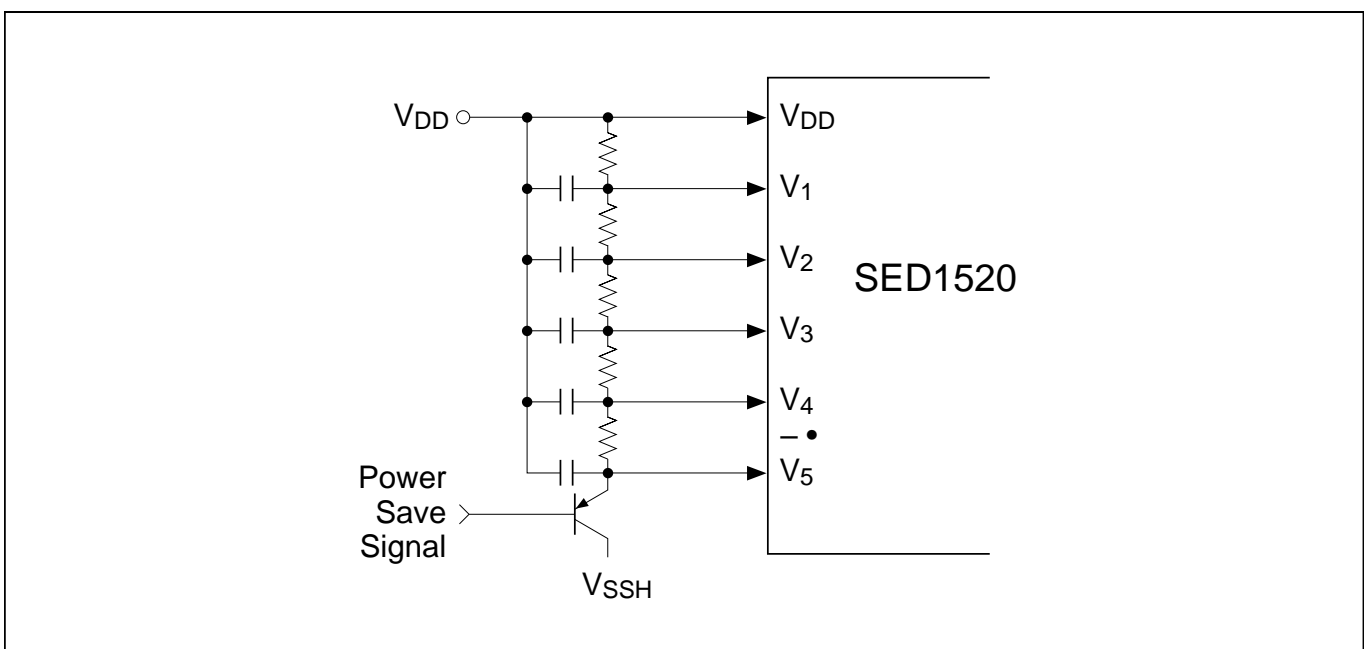 VDD
VDD
V1
V2
SED1520
V3
V4
– •
V5
Power
Save
Signal
VSSH